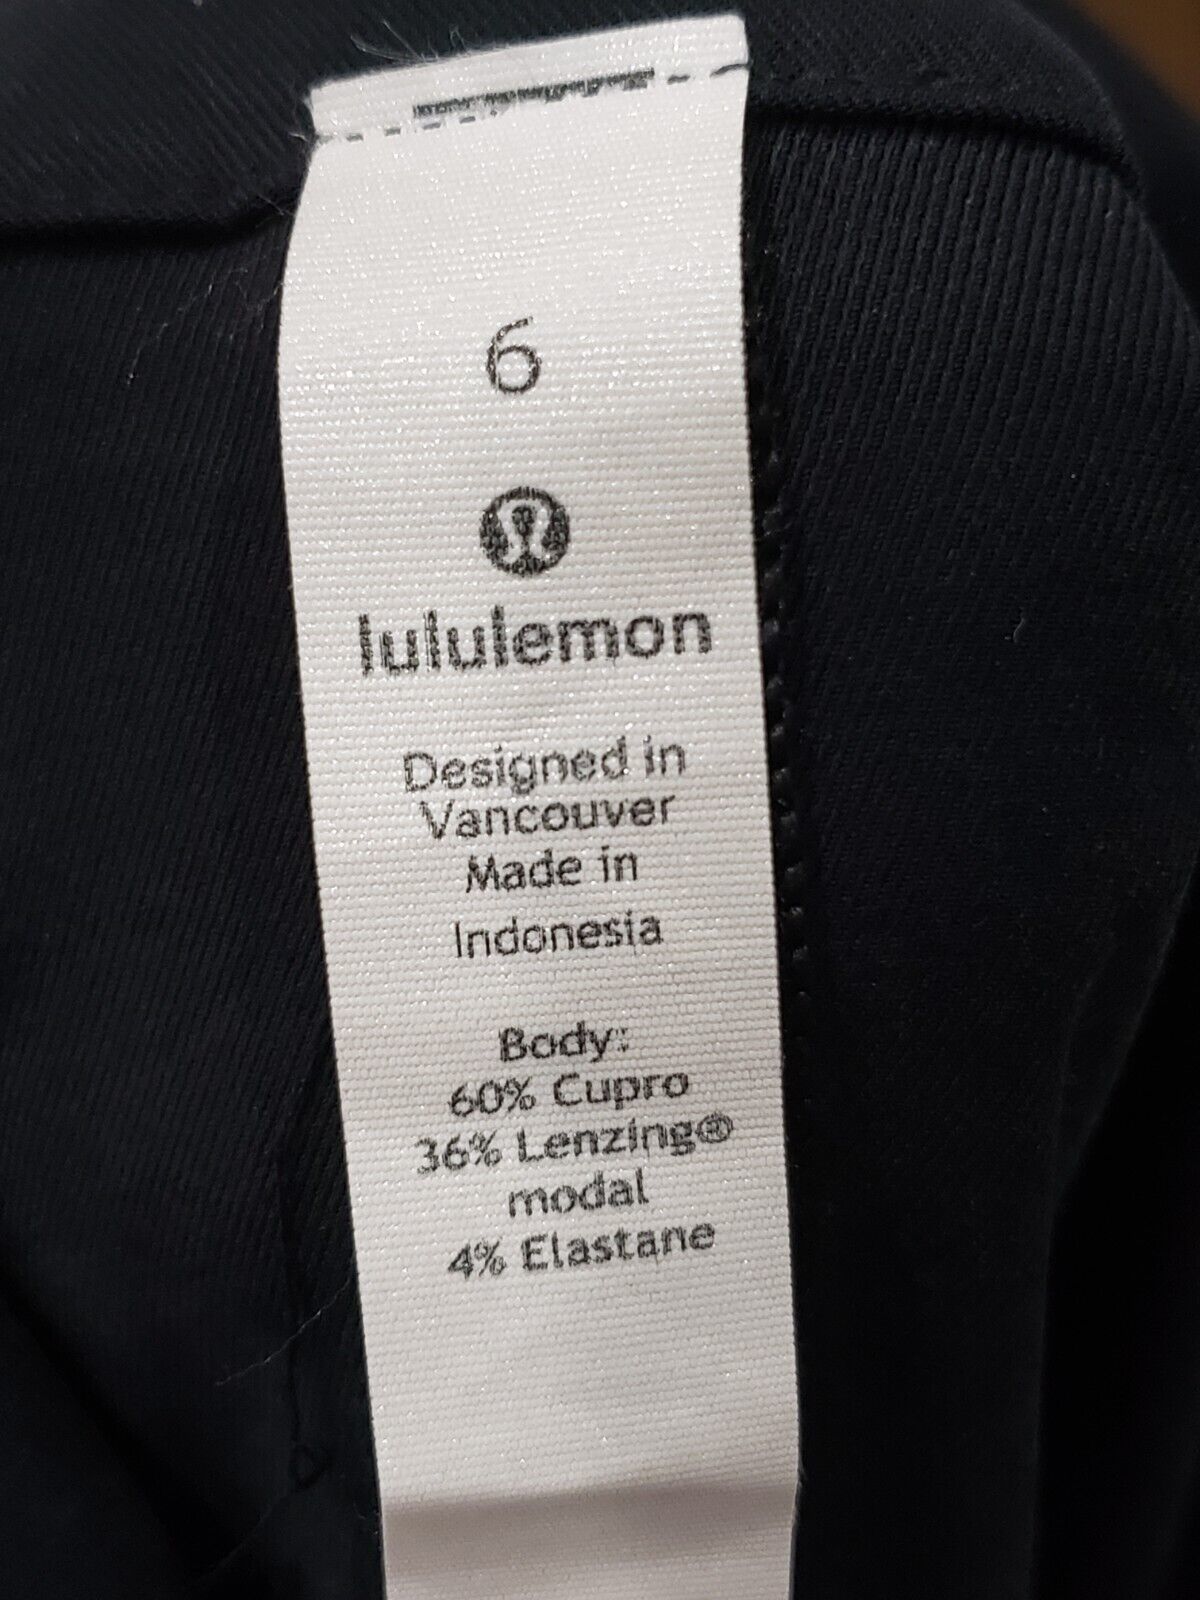 6
lululemon
Designed in
Vancouver
Made in
Indonesia
Body:
60% Cupro
36% Lenzing®
modal
4% Elastane